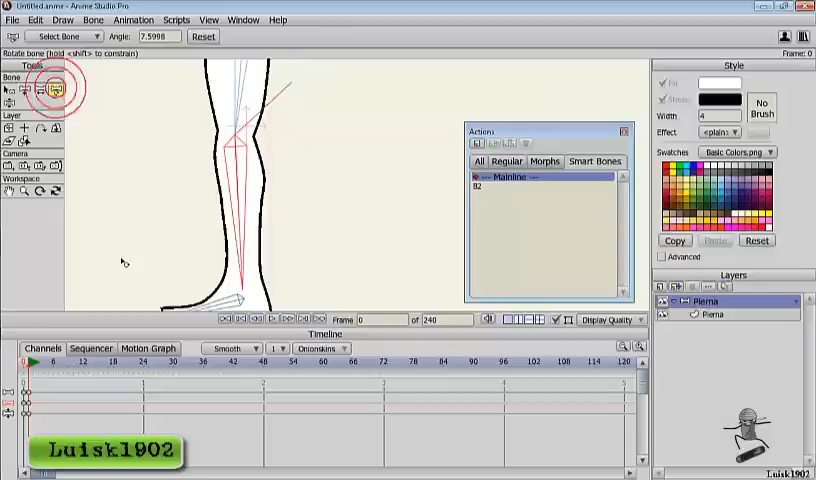 Untitled.anme - Anime Studio Pro
File Edit Draw Bone Animation Scripts View Window Help
Select Bone Angle: 7.5998 Reset
Rotate bone (hold <shift> to constrain) Frame: 0
Tools
Bone
Layer
Camera
Workspace
Actions
All Regular Morphs Smart Bones
--- Mainline ---
B2
Style
Fill
Stroke
Width
4
Effect <plain>
No
Brush
Swatches Basic Colors.png
Copy Paste Reset
Advanced
Layers
Pierna
Pierna
Frame 0 of 240 Display Quality
Timeline
Channels Sequencer Motion Graph Smooth 1 Onionskins
0 6 12 18 24 30 36 42 48 54 60 66 72 78 84 90 96 102 108 114 120
0 1 2 3 4 5
Luisk1902
Luisk1902